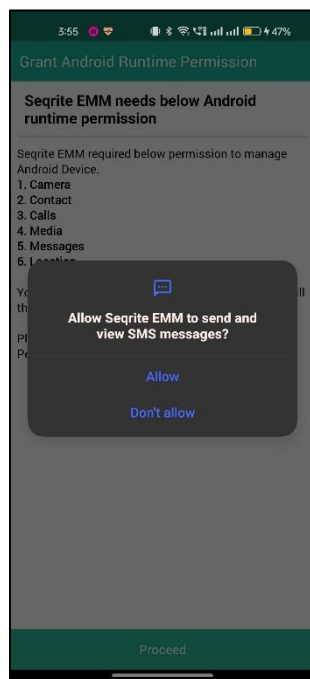 3:55
47%
Grant Android Runtime Permission
Seqrite EMM needs below Android
runtime permission
Seqrite EMM required below permission to manage
Android Device.
1. Camera
2. Contact
3. Calls
4. Media
5. Messages
6. Location
Allow Seqrite EMM to send and
view SMS messages?
Allow
Don't allow
Proceed